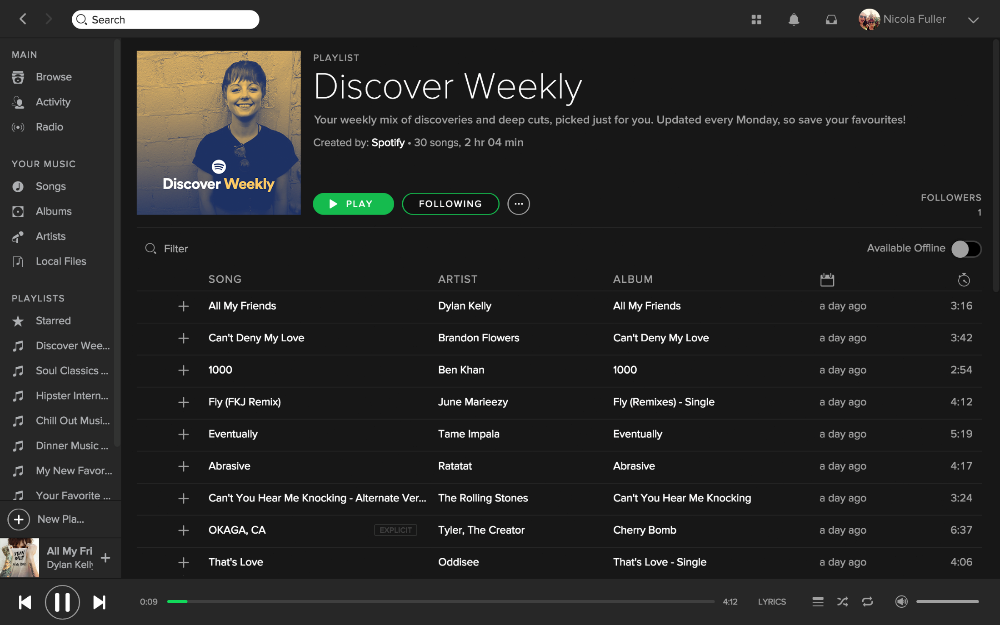 Search
Nicola Fuller
MAIN
Browse
Activity
Radio
YOUR MUSIC
Songs
Albums
Artists
Local Files
PLAYLISTS
Starred
Discover Wee...
Soul Classics ...
Hipster Intern...
Chill Out Musi...
Dinner Music ...
My New Favor...
Your Favorite ...
New Pla...
DYLAN
KELLY
All My Friends
All My Fri
Dylan Kelly
Discover Weekly
PLAYLIST
Discover Weekly
Your weekly mix of discoveries and deep cuts, picked just for you. Updated every Monday, so save your favourites!
Created by: Spotify • 30 songs, 2 hr 04 min
PLAY FOLLOWING
FOLLOWERS
1
Filter
Available Offline
SONG ARTIST ALBUM
All My Friends Dylan Kelly All My Friends a day ago 3:16
Can't Deny My Love Brandon Flowers Can't Deny My Love a day ago 3:42
1000 Ben Khan 1000 a day ago 2:54
Fly (FKJ Remix) June Marieezy Fly (Remixes) - Single a day ago 4:12
Eventually Tame Impala Eventually a day ago 5:19
Abrasive Ratatat Abrasive a day ago 4:17
Can't You Hear Me Knocking - Alternate Ver... The Rolling Stones Can't You Hear Me Knocking a day ago 3:24
OKAGA, CA EXPLICIT Tyler, The Creator Cherry Bomb a day ago 6:37
That's Love Oddisee That's Love - Single a day ago 4:06
0:09 4:12 LYRICS